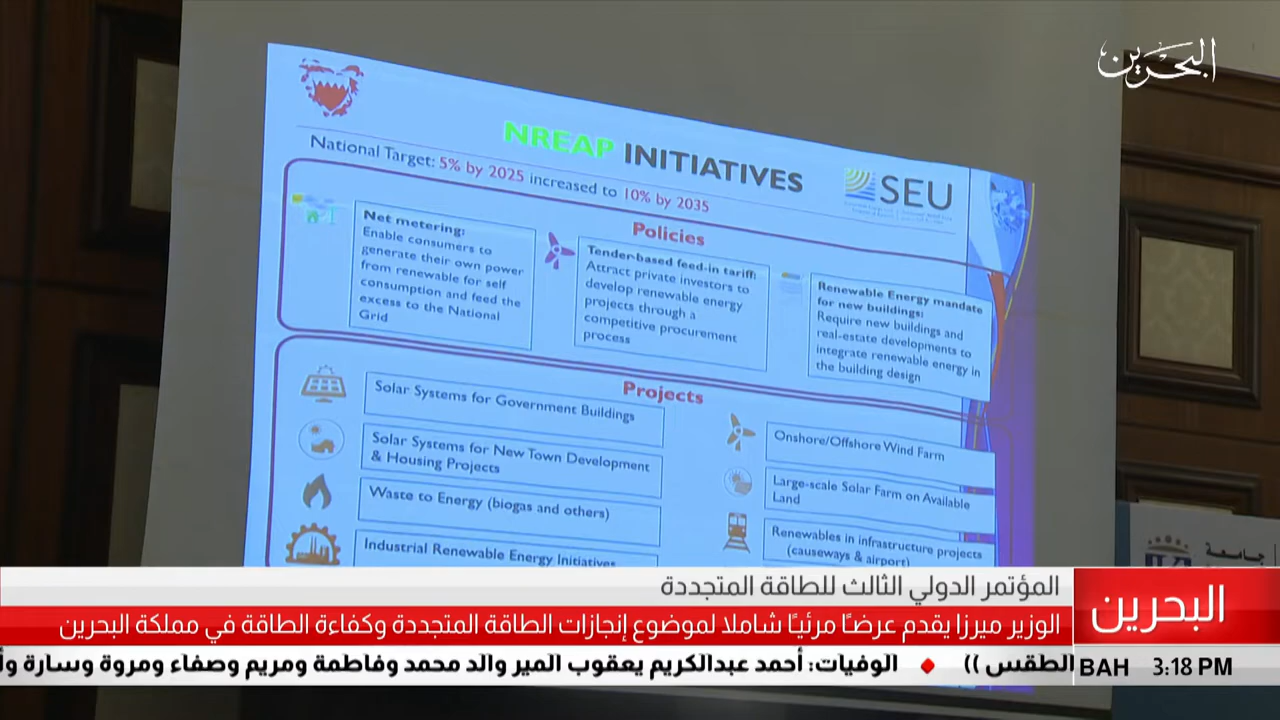 البحرين
NREAP INITIATIVES
National Target: 5% by 2025 increased to 10% by 2035
SEU
Policies
Net metering:
Enable consumers to
generate their own power
from renewable for self
consumption and feed the
excess to the National
Grid
Tender-based feed-in tariff:
Attract private investors to
develop renewable energy
projects through a
competitive procurement
process
Renewable Energy mandate
for new buildings:
Require new buildings and
real-estate developments to
integrate renewable energy in
the building design
Projects
Solar Systems for Government Buildings
Solar Systems for New Town Development
& Housing Projects
Waste to Energy (biogas and others)
Industrial Renewable Energy Initiatives
Onshore/Offshore Wind Farm
Large-scale Solar Farm on Available
Land
Renewables in infrastructure projects
(causeways & airport)
جامعة
المؤتمر الدولي الثالث للطاقة المتجددة
البحرين
الوزير ميرزا يقدم عرضًا مرئيًا شاملا لموضوع إنجازات الطاقة المتجددة وكفاءة الطاقة في مملكة البحرين
الطقس )) ♦ الوفيات: أحمد عبدالكريم يعقوب المير والد محمد وفاطمة ومريم وصفاء ومروة وسارة
BAH 3:18 PM